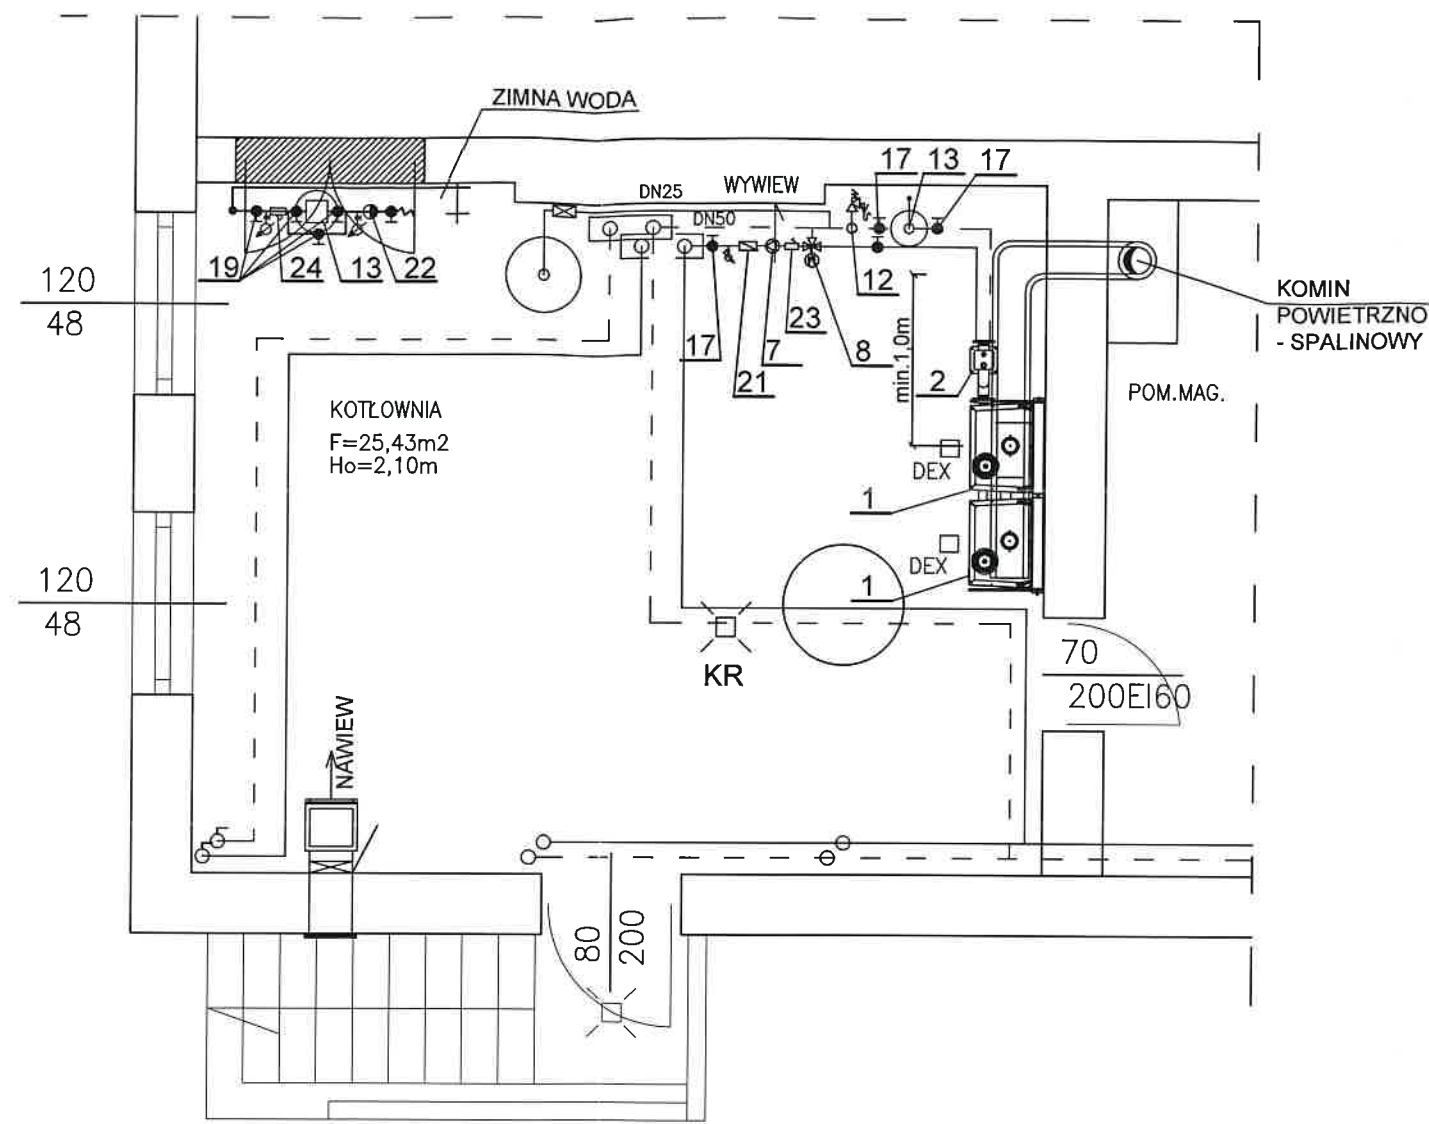 ZIMNA WODA
17
13
17
DN25
WYWIEW
DN50
19
24
13
22
12
KOMIN
POWIETRZNO
- SPALINOWY
120
48
23
17
21
7
8
min.1,0m
2
POM.MAG.
KOTŁOWNIA
F=25,43m2
Ho=2,10m
DEX
1
DEX
1
120
48
KR
70
200EI60
NAWIEW
80
200